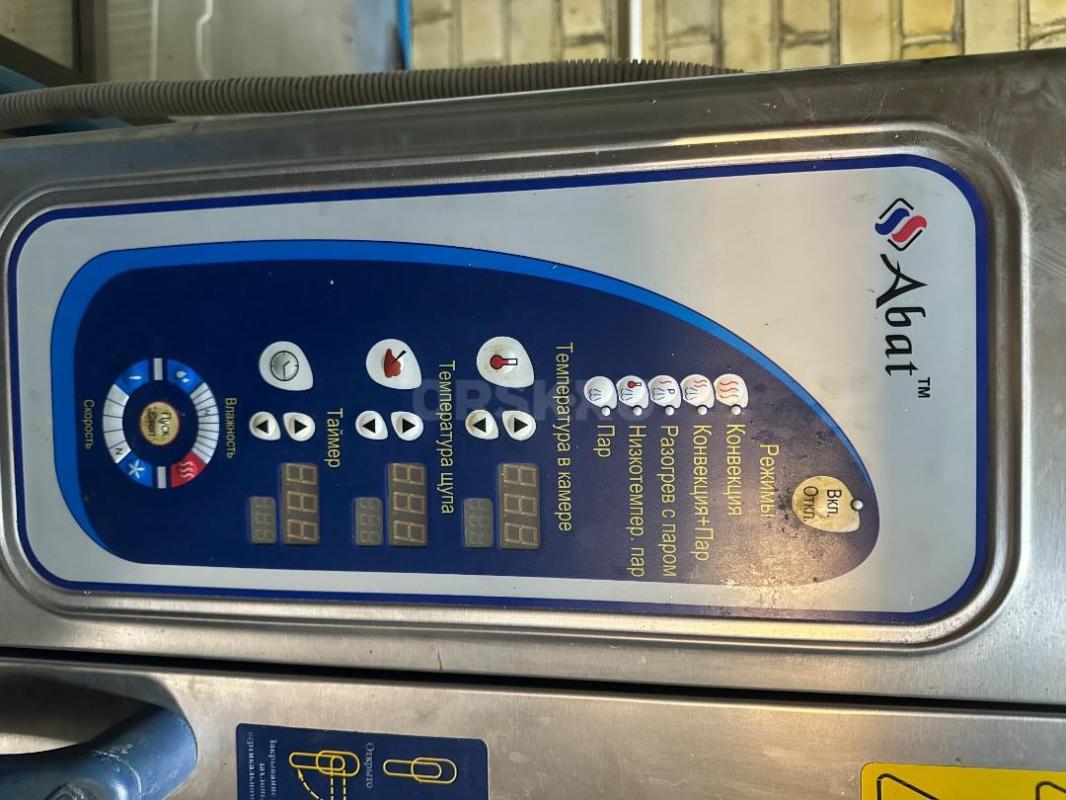 Abat™
Вкл.
Откл.
Режимы
Конвекция
Конвекция+Пар
Разогрев с паром
Низкотемпер. пар
Пар
Температура в камере
Температура щупа
Таймер
Влажность
Пуск
Скорость
Открыто